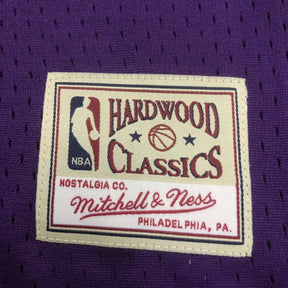 HARDWOOD
NBA
CLASSICS
NOSTALGIA CO.
Mitchell & Ness
PHILADELPHIA, PA.